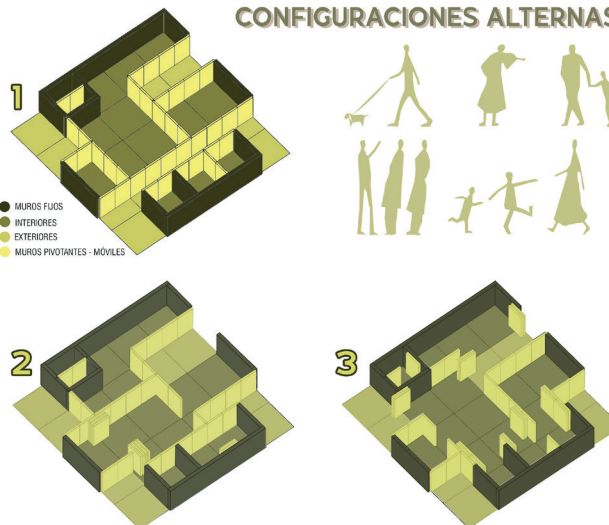 CONFIGURACIONES ALTERNAS
1
MUROS FIJOS
INTERIORES
EXTERIORES
MUROS PIVOTANTES - MÓVILES
2
3